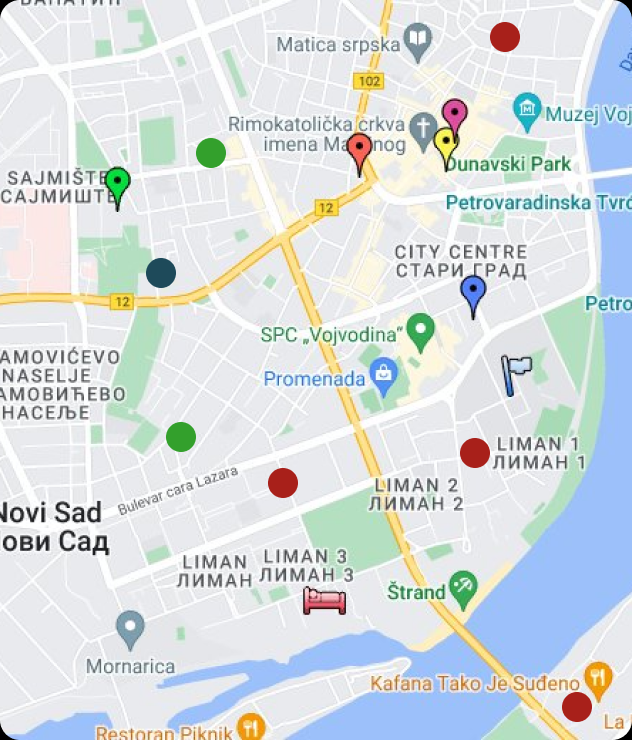 Matica srpska
102
Rimokatolička crkva
imena
nog
Muzej Voj
SAJMIŠTE
САЈМИШТЕ
Dunavski Park
12
Petrovaradinska Tvrđ
CITY CENTRE
СТАРИ ГРАД
12
Petro
SPC „Vojvodina“
AMOVIĆEVO
NASELJE
АМОВИЋЕВО
НАСЕЉЕ
Promenada
LIMAN 1
ЛИМАН 1
Bulevar cara Lazara
LIMAN 2
ЛИМАН 2
Novi Sad
ови Сад
LIMAN
ЛИМАН
LIMAN 3
ЛИМАН 3
Štrand
Mornarica
Kafana Tako Je Suđeno
La
Restoran Piknik